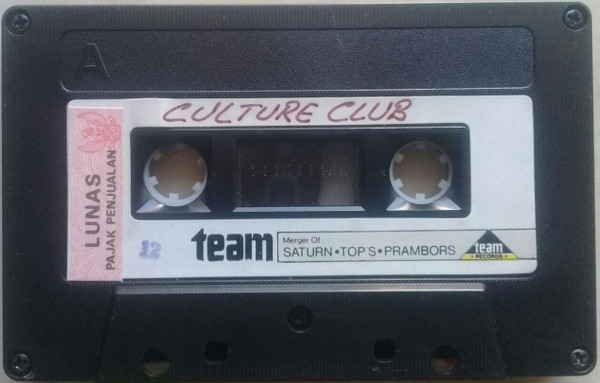 A
CULTURE CLUB
LUNAS
PAJAK PENJUALAN
12
team
Merger Of..
SATURN•TOP'S•PRAMBORS
team
RECORDS